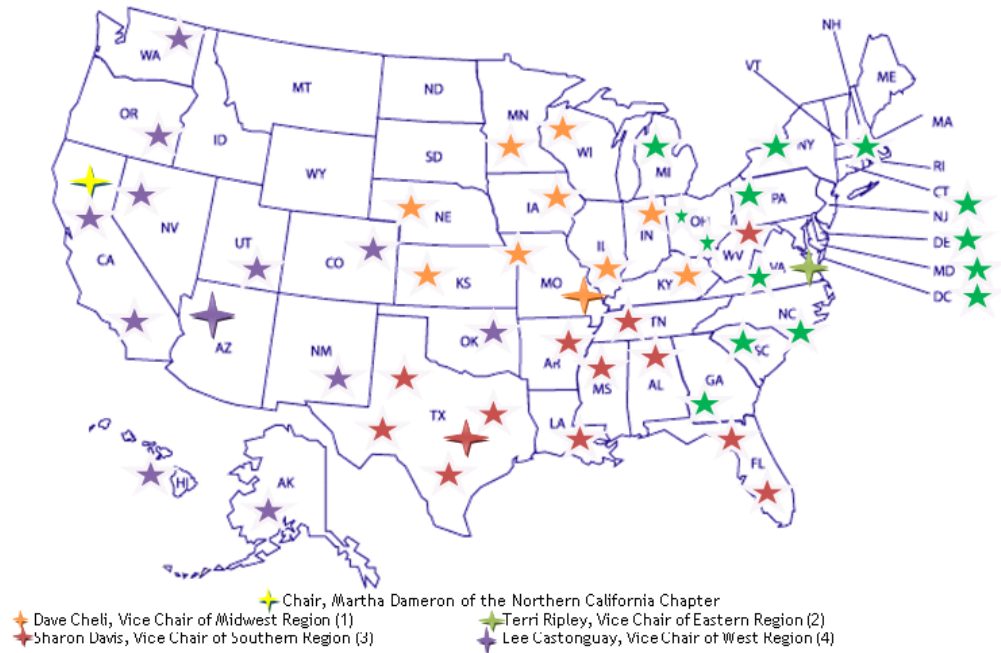 NH
VT
WA
ME
MT
ND
MN
OR
MA
ID
SD
WI
NY
WY
MI
RI
CT
IA
NE
PA
NJ
OH
IN
NV
UT
IL
DE
CO
WV
CA
KS
MO
KY
VA
MD
DC
NC
TN
OK
AZ
NM
AR
SC
MS
AL
GA
TX
LA
FL
HI
AK
Chair, Martha Dameron of the Northern California Chapter
Dave Cheli, Vice Chair of Midwest Region (1)
Terri Ripley, Vice Chair of Eastern Region (2)
Sharon Davis, Vice Chair of Southern Region (3)
Lee Castonguay, Vice Chair of West Region (4)